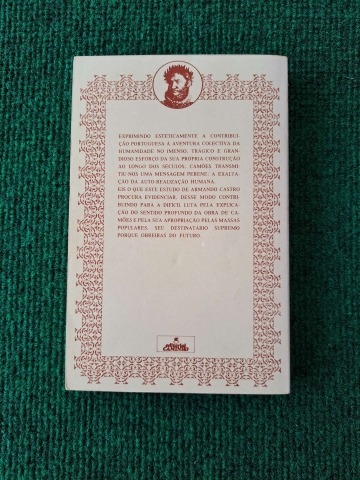 EXPRIMINDO ESTETICAMENTE A CONTRIBUI-
ÇÃO PORTUGUESA À AVENTURA COLECTIVA DA
HUMANIDADE NO IMENSO, TRÁGICO E GRAN-
DIOSO ESFORÇO DA SUA PRÓPRIA CONSTRUÇÃO
AO LONGO DOS SÉCULOS, CAMÕES TRANSMI-
TIU-NOS UMA MENSAGEM PERENE: A EXALTA-
ÇÃO DA AUTO-REALIZAÇÃO HUMANA.
EIS O QUE ESTE ESTUDO DE ARMANDO CASTRO
PROCURA EVIDENCIAR, DESSE MODO CONTRI-
BUINDO PARA A DIFÍCIL LUTA PELA EXPLICA-
ÇÃO DO SENTIDO PROFUNDO DA OBRA DE CA-
MÕES E PELA SUA APROPRIAÇÃO PELAS MASSAS
POPULARES, SEU DESTINATÁRIO SUPREMO
PORQUE OBREIRAS DO FUTURO.